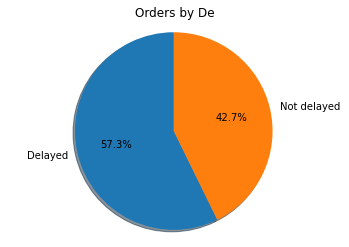 Orders by De
Not delayed
42.7%
57.3%
Delayed